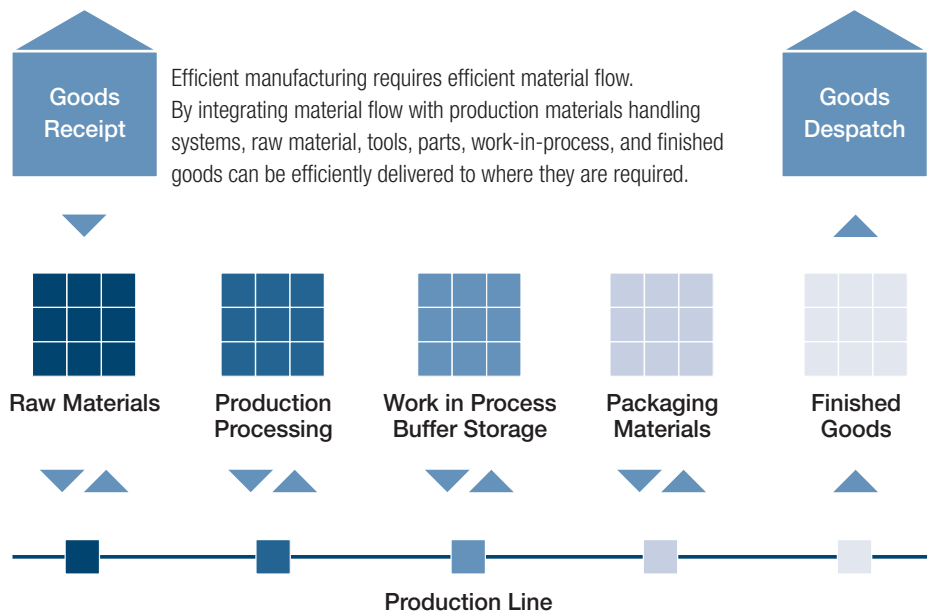 Goods
Receipt
Efficient manufacturing requires efficient material flow.
By integrating material flow with production materials handling
systems, raw material, tools, parts, work-in-process, and finished
goods can be efficiently delivered to where they are required.
Goods
Despatch
Raw Materials
Production
Processing
Work in Process
Buffer Storage
Packaging
Materials
Finished
Goods
Production Line